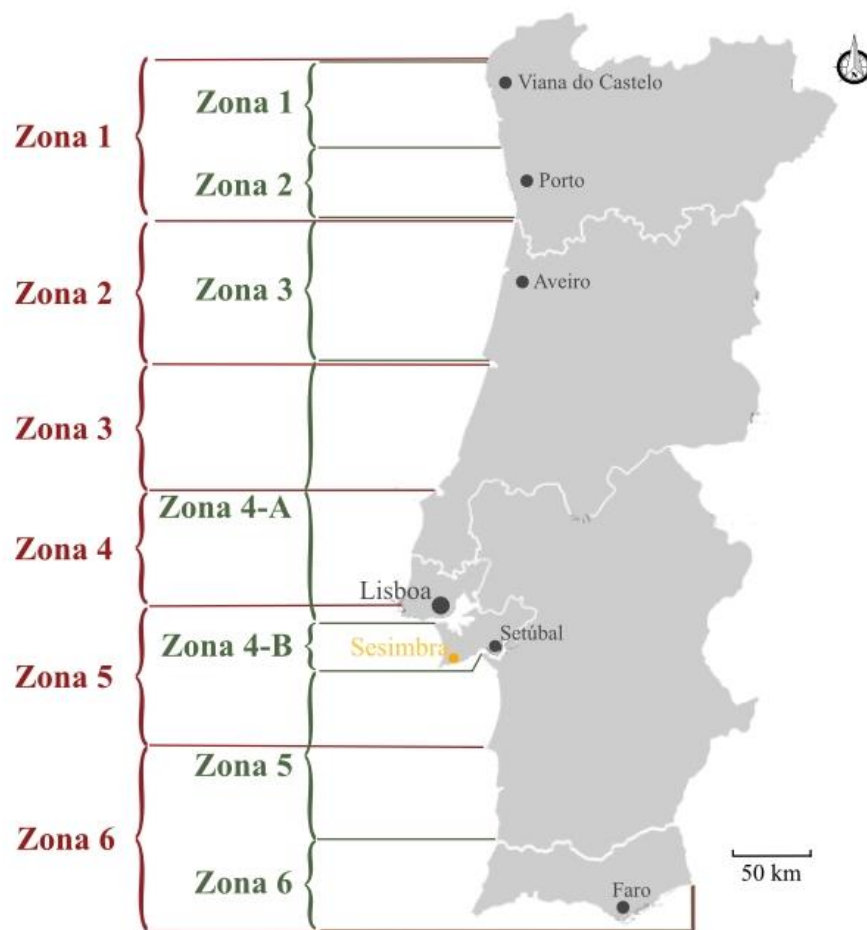 Viana do Castelo
Zona 1
Zona 1
Zona 2
Porto
Zona 2
Zona 3
Aveiro
Zona 3
Zona 4-A
Zona 4
Lisboa
Zona 4-B
Sesimbra
Setúbal
Zona 5
Zona 5
Zona 6
Zona 6
50 km
Faro